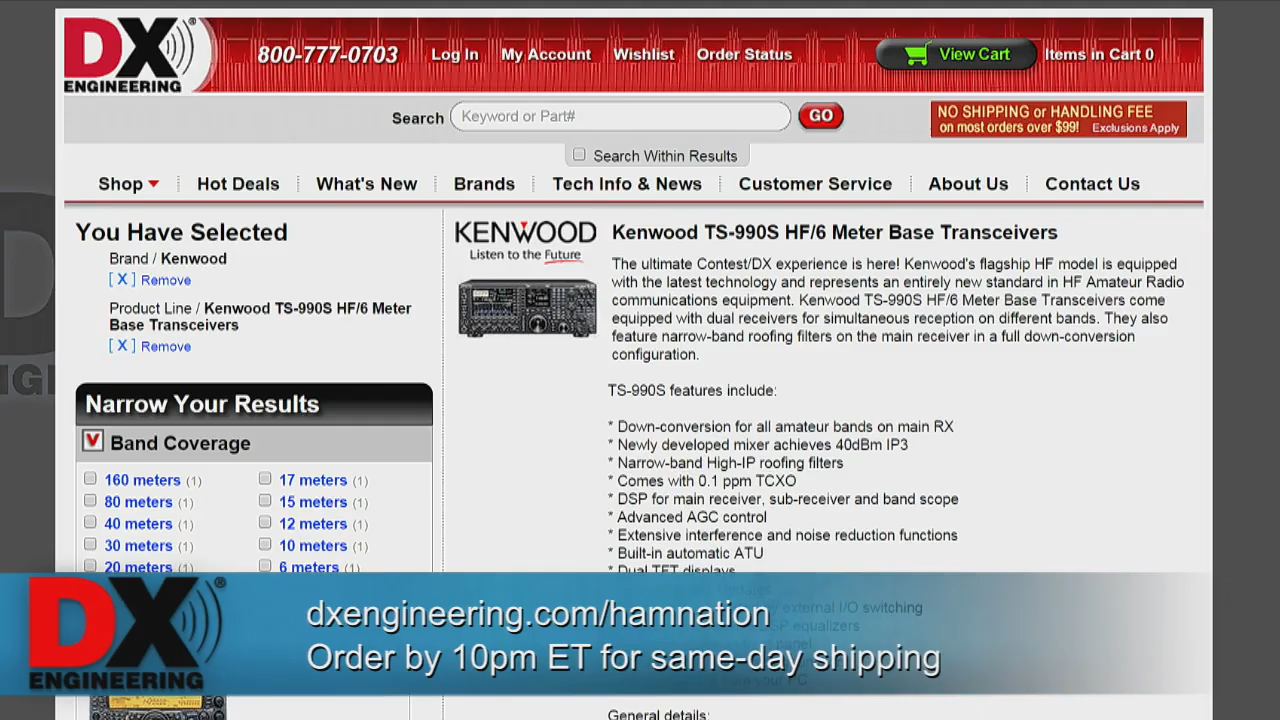 DX ENGINEERING
800-777-0703 Log In My Account Wishlist Order Status View Cart Items in Cart 0
Search Keyword or Part# GO
NO SHIPPING or HANDLING FEE
on most orders over $99! Exclusions Apply
Search Within Results
Shop Hot Deals What's New Brands Tech Info & News Customer Service About Us Contact Us
You Have Selected
Brand / Kenwood
[ X ] Remove
Product Line / Kenwood TS-990S HF/6 Meter
Base Transceivers
[ X ] Remove
Narrow Your Results
Band Coverage
160 meters (1) 17 meters (1)
80 meters (1) 15 meters (1)
40 meters (1) 12 meters (1)
30 meters (1) 10 meters (1)
20 meters (1) 6 meters (1)
KENWOOD
Listen to the Future
Kenwood TS-990S HF/6 Meter Base Transceivers
The ultimate Contest/DX experience is here! Kenwood's flagship HF model is equipped
with the latest technology and represents an entirely new standard in HF Amateur Radio
communications equipment. Kenwood TS-990S HF/6 Meter Base Transceivers come
equipped with dual receivers for simultaneous reception on different bands. They also
feature narrow-band roofing filters on the main receiver in a full down-conversion
configuration.
TS-990S features include:
* Down-conversion for all amateur bands on main RX
* Newly developed mixer achieves 40dBm IP3
* Narrow-band High-IP roofing filters
* Comes with 0.1 ppm TCXO
* DSP for main receiver, sub-receiver and band scope
* Advanced AGC control
* Extensive interference and noise reduction functions
* Built-in automatic ATU
* Dual TFT displays
external I/O switching
equalizers
PC
General details:
DX ENGINEERING
dxengineering.com/hamnation
Order by 10pm ET for same-day shipping